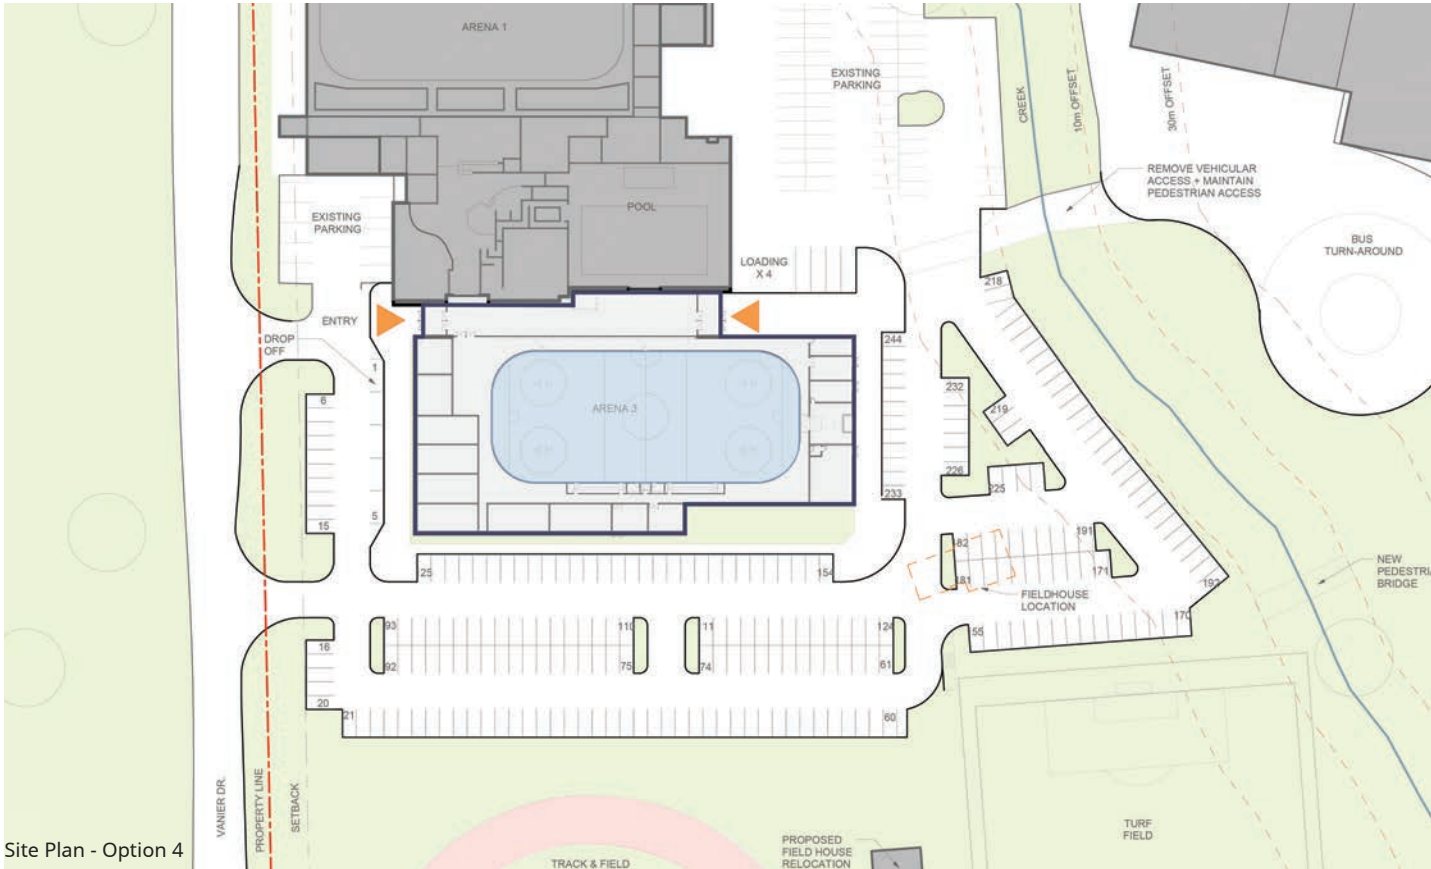 ARENA 1
EXISTING
PARKING
CREEK
10m OFFSET
30m OFFSET
REMOVE VEHICULAR
ACCESS + MAINTAIN
PEDESTRIAN ACCESS
POOL
EXISTING
PARKING
BUS
TURN-AROUND
LOADING
X 4
218
ENTRY
DROP
OFF
244
1
232
6
219
ARENA 3
226
225
233
15
5
191
182
171
181
25
154
NEW
PEDESTRI
BRIDGE
192
FIELDHOUSE
LOCATION
93
110
11
124
170
55
16
92
75
74
61
20
21
60
VANIER DR.
PROPERTY LINE
SETBACK
TURF
FIELD
PROPOSED
FIELD HOUSE
RELOCATION
TRACK & FIELD
Site Plan - Option 4